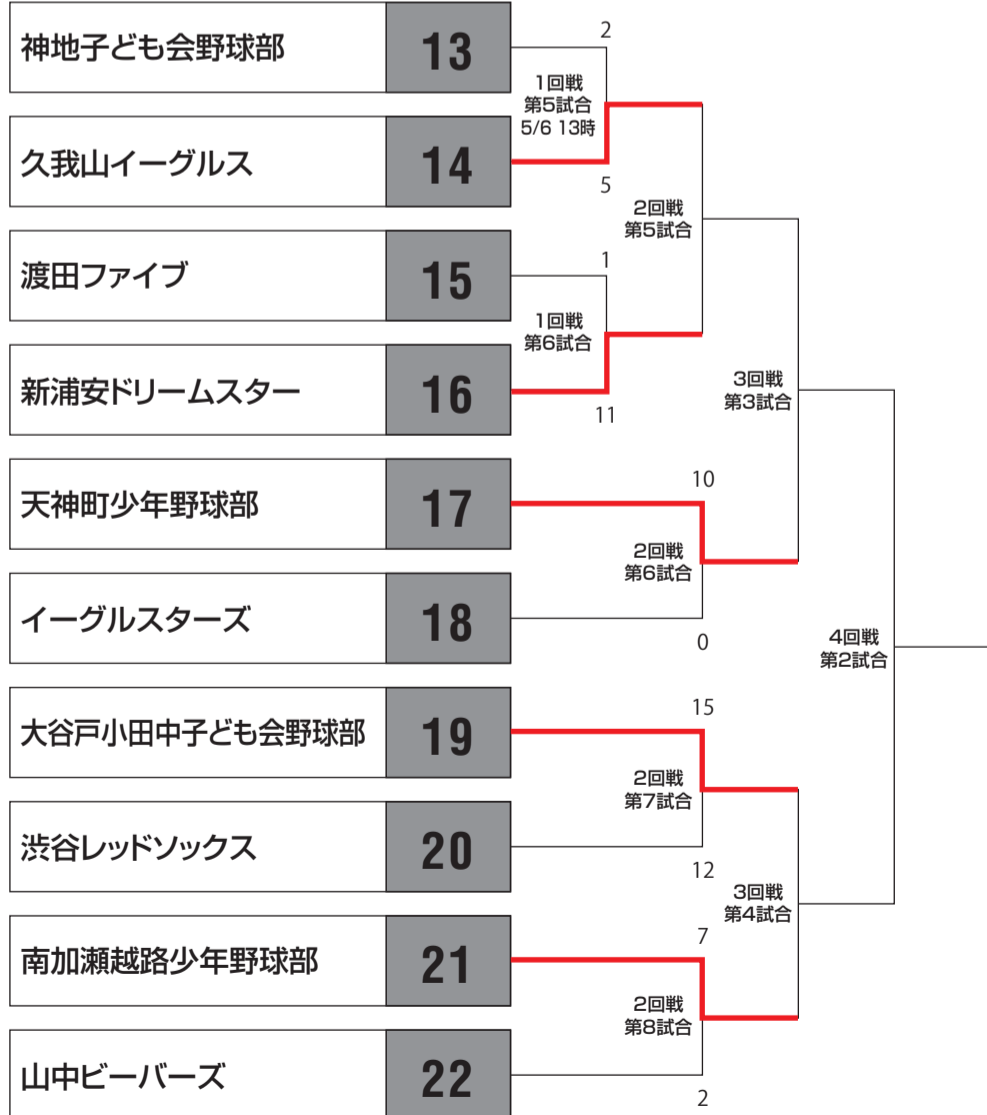 神地子ども会野球部 13
2
1回戦
第5試合
5/6 13時
久我山イーグルス 14
5
2回戦
第5試合
渡田ファイブ 15
1
1回戦
第6試合
新浦安ドリームスター 16
11
3回戦
第3試合
天神町少年野球部 17
10
2回戦
第6試合
イーグルスターズ 18
0
4回戦
第2試合
大谷戸小田中子ども会野球部 19
15
2回戦
第7試合
渋谷レッドソックス 20
12
3回戦
第4試合
南加瀬越路少年野球部 21
7
2回戦
第8試合
山中ビーバーズ 22
2